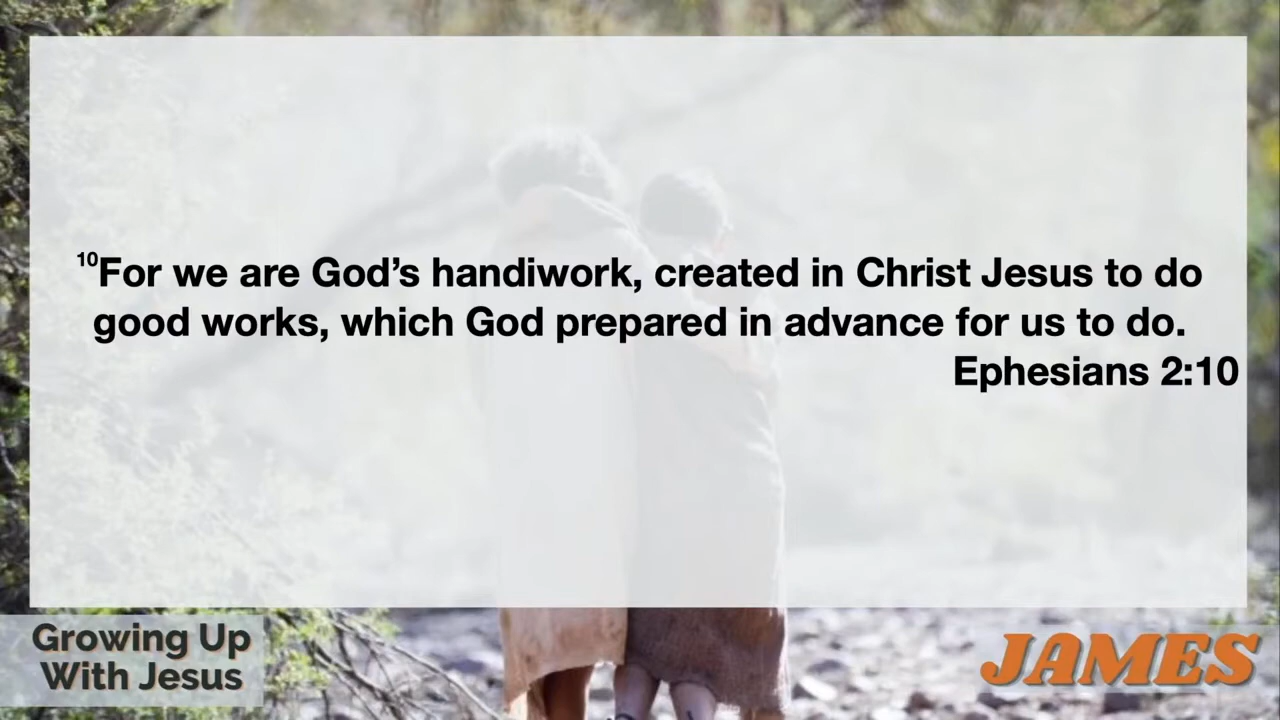 ¹⁰For we are God’s handiwork, created in Christ Jesus to do
good works, which God prepared in advance for us to do.
Ephesians 2:10
Growing Up
With Jesus
JAMES